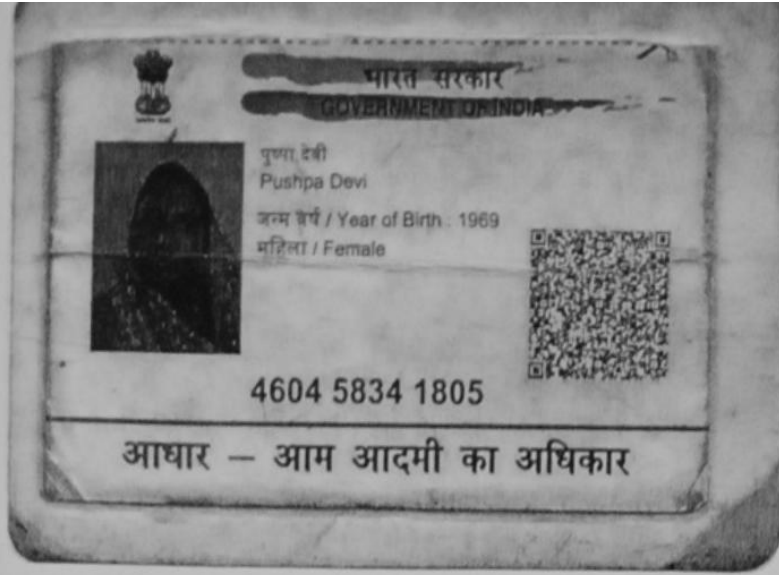 भारत सरकार
GOVERNMENT OF INDIA
पुष्पा देवी
Pushpa Devi
जन्म वर्ष / Year of Birth : 1969
महिला / Female
4604 5834 1805
आधार – आम आदमी का अधिकार